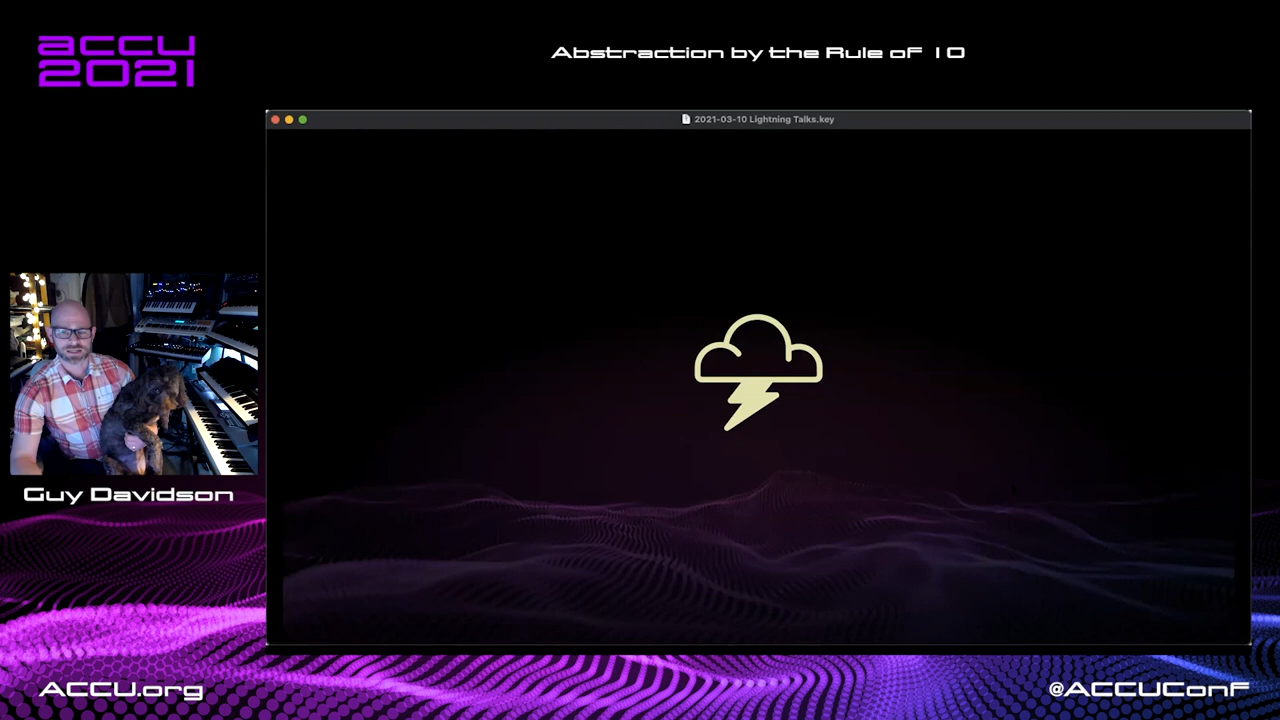 accu
2021
Abstraction by the Rule of 10
2021-03-10 Lightning Talks.key
Guy Davidson
ACCU.org
@ACCUConf